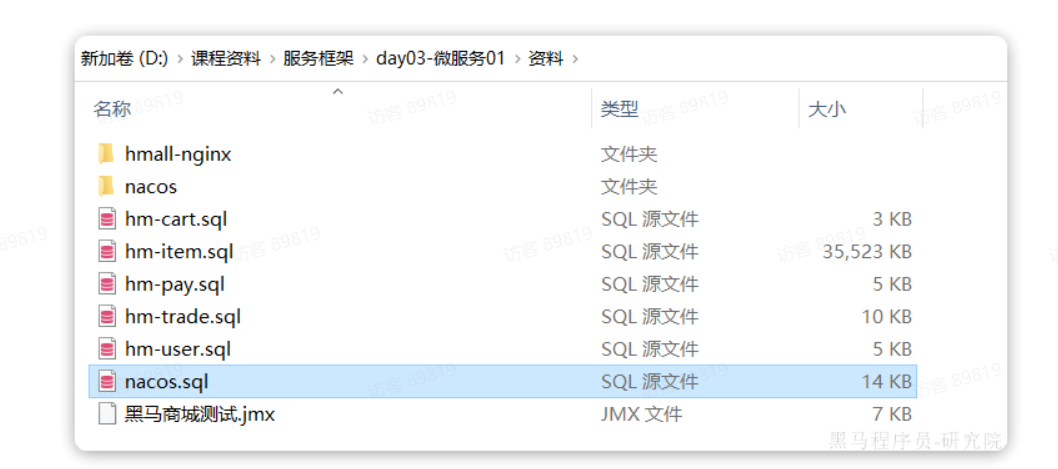 新加卷 (D:) › 课程资料 › 服务框架 › day03-微服务01 › 资料 ›
名称 类型 大小
hmall-nginx 文件夹
nacos 文件夹
hm-cart.sql SQL 源文件 3 KB
hm-item.sql SQL 源文件 35,523 KB
hm-pay.sql SQL 源文件 5 KB
hm-trade.sql SQL 源文件 10 KB
hm-user.sql SQL 源文件 5 KB
nacos.sql SQL 源文件 14 KB
黑马商城测试.jmx JMX 文件 7 KB
黑马程序员-研究院
访客 89819